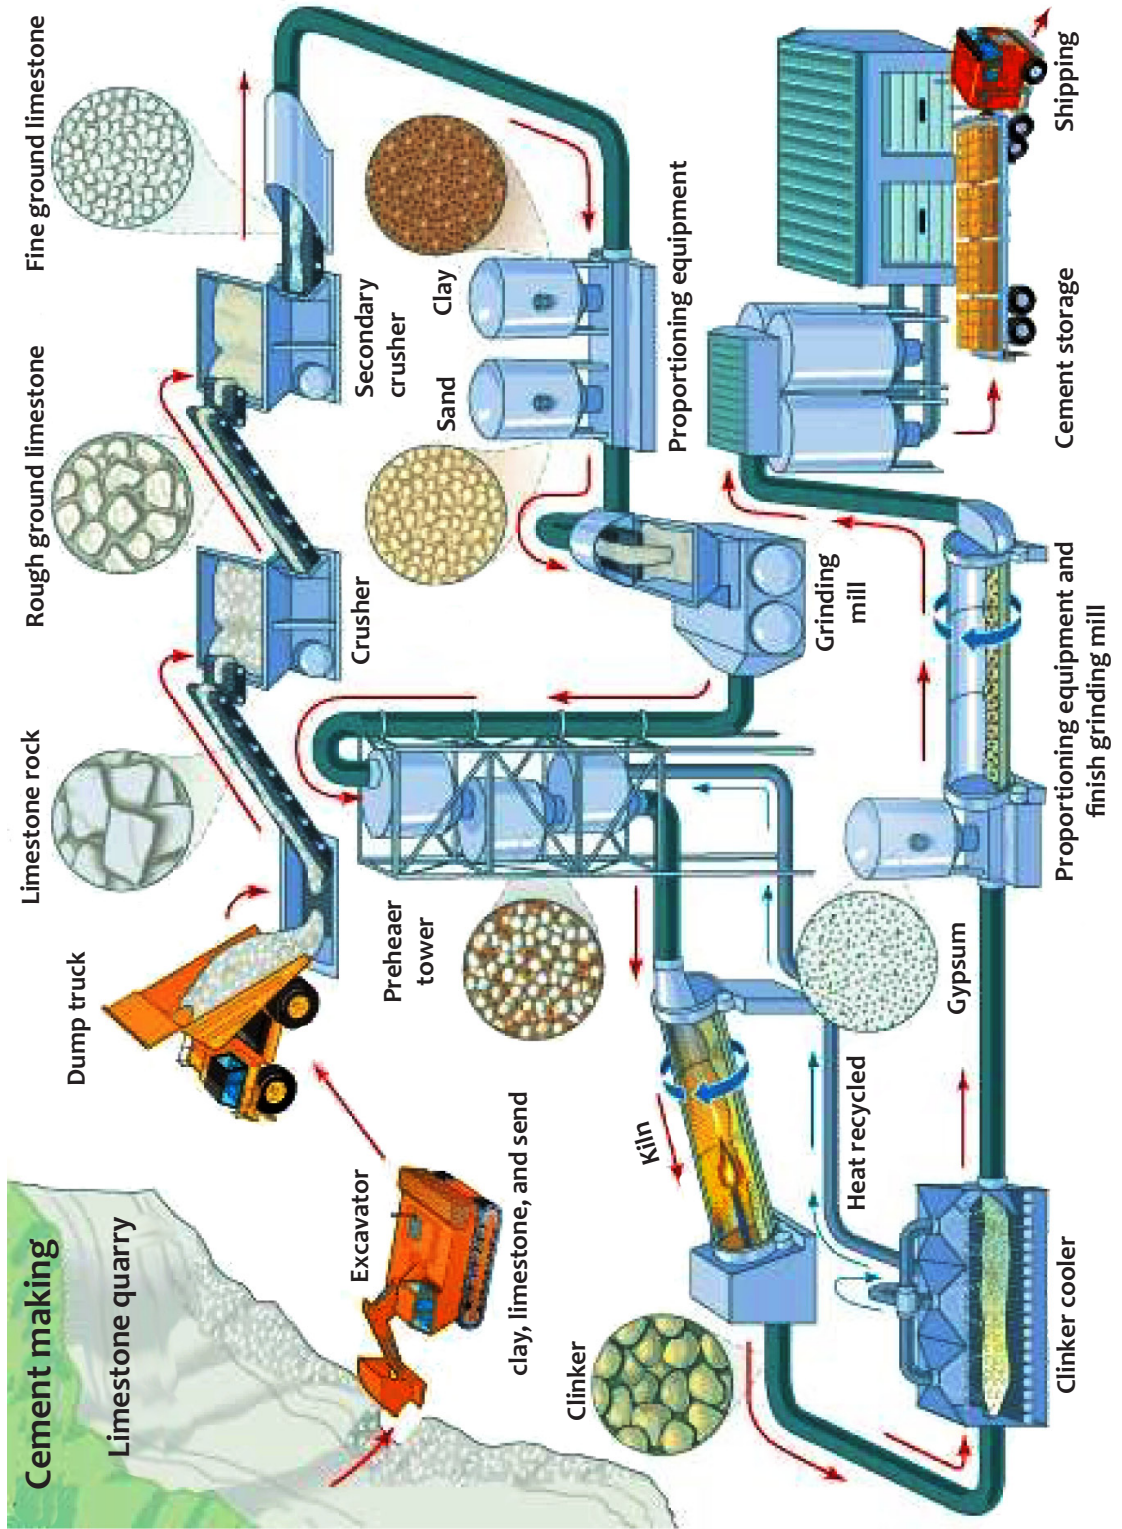 Cement making
Limestone quarry
Excavator
Dump truck
Limestone rock
Rough ground limestone
Fine ground limestone
Crusher
Secondary
crusher
Sand
Clay
Proportioning equipment
Preheaer
tower
clay, limestone, and send
Grinding
mill
Kiln
Clinker
Heat recycled
Gypsum
Clinker cooler
Proportioning equipment and
finish grinding mill
Cement storage
Shipping